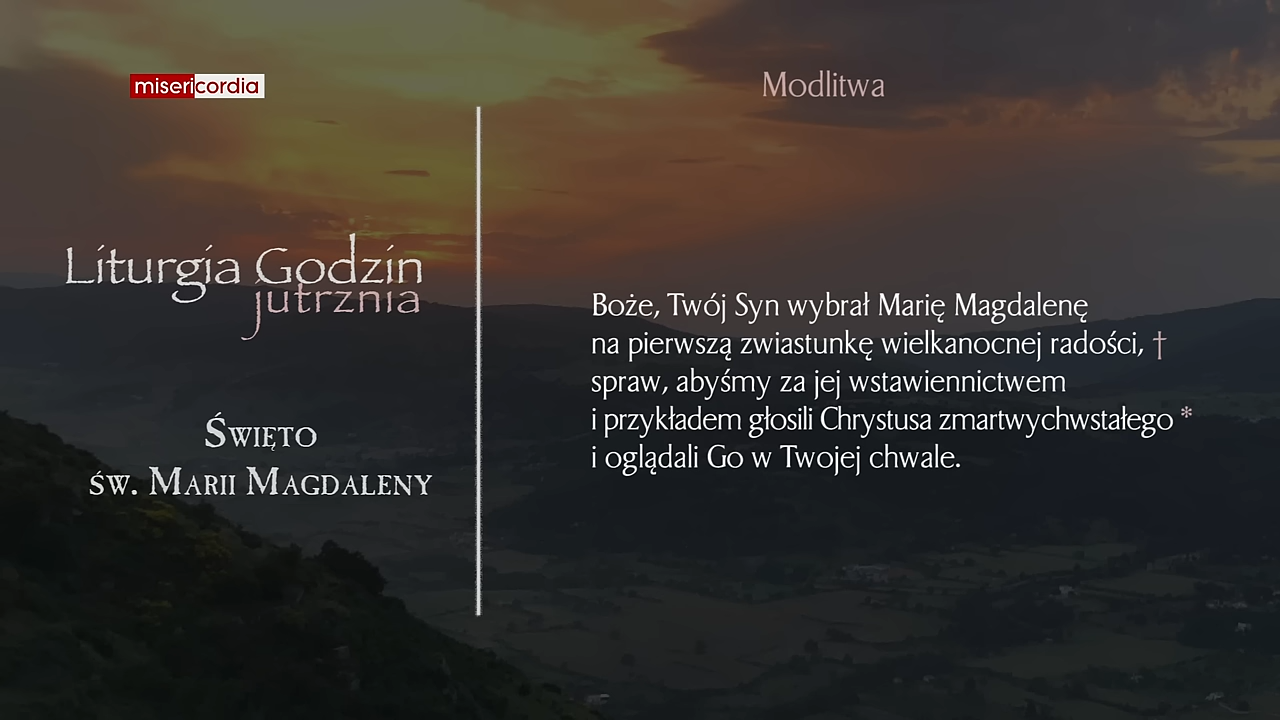 misericordia
Liturgia Godzin
jutrznia
Święto
św. Marii Magdaleny
Modlitwa
Boże, Twój Syn wybrał Marię Magdalenę
na pierwszą zwiastunkę wielkanocnej radości, †
spraw, abyśmy za jej wstawiennictwem
i przykładem głosili Chrystusa zmartwychwstałego *
i oglądali Go w Twojej chwale.